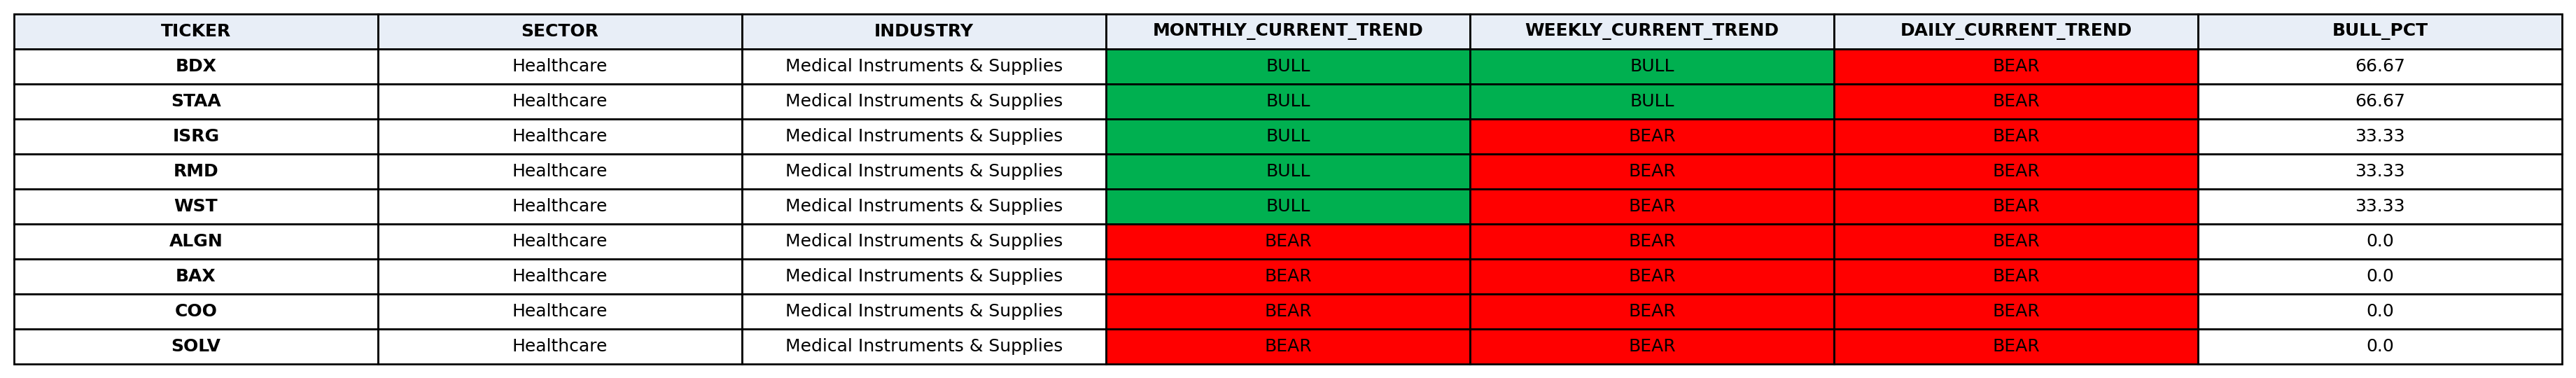 TICKER SECTOR INDUSTRY MONTHLY_CURRENT_TREND WEEKLY_CURRENT_TREND DAILY_CURRENT_TREND BULL_PCT
BDX Healthcare Medical Instruments & Supplies BULL BULL BEAR 66.67
STAA Healthcare Medical Instruments & Supplies BULL BULL BEAR 66.67
ISRG Healthcare Medical Instruments & Supplies BULL BEAR BEAR 33.33
RMD Healthcare Medical Instruments & Supplies BULL BEAR BEAR 33.33
WST Healthcare Medical Instruments & Supplies BULL BEAR BEAR 33.33
ALGN Healthcare Medical Instruments & Supplies BEAR BEAR BEAR 0.0
BAX Healthcare Medical Instruments & Supplies BEAR BEAR BEAR 0.0
COO Healthcare Medical Instruments & Supplies BEAR BEAR BEAR 0.0
SOLV Healthcare Medical Instruments & Supplies BEAR BEAR BEAR 0.0